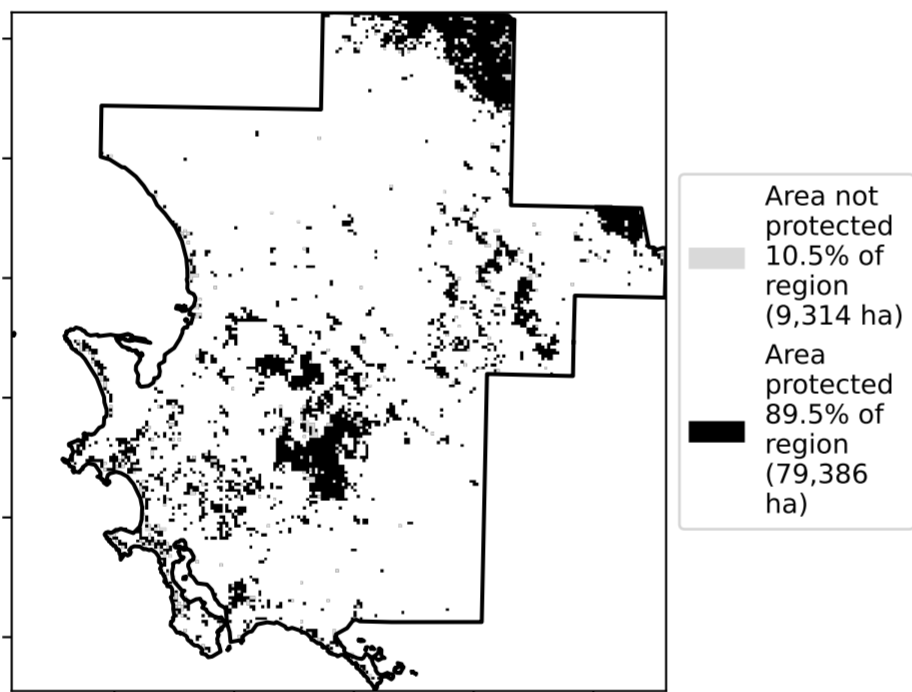 Area not
protected
10.5% of
region
(9,314 ha)
Area
protected
89.5% of
region
(79,386
ha)